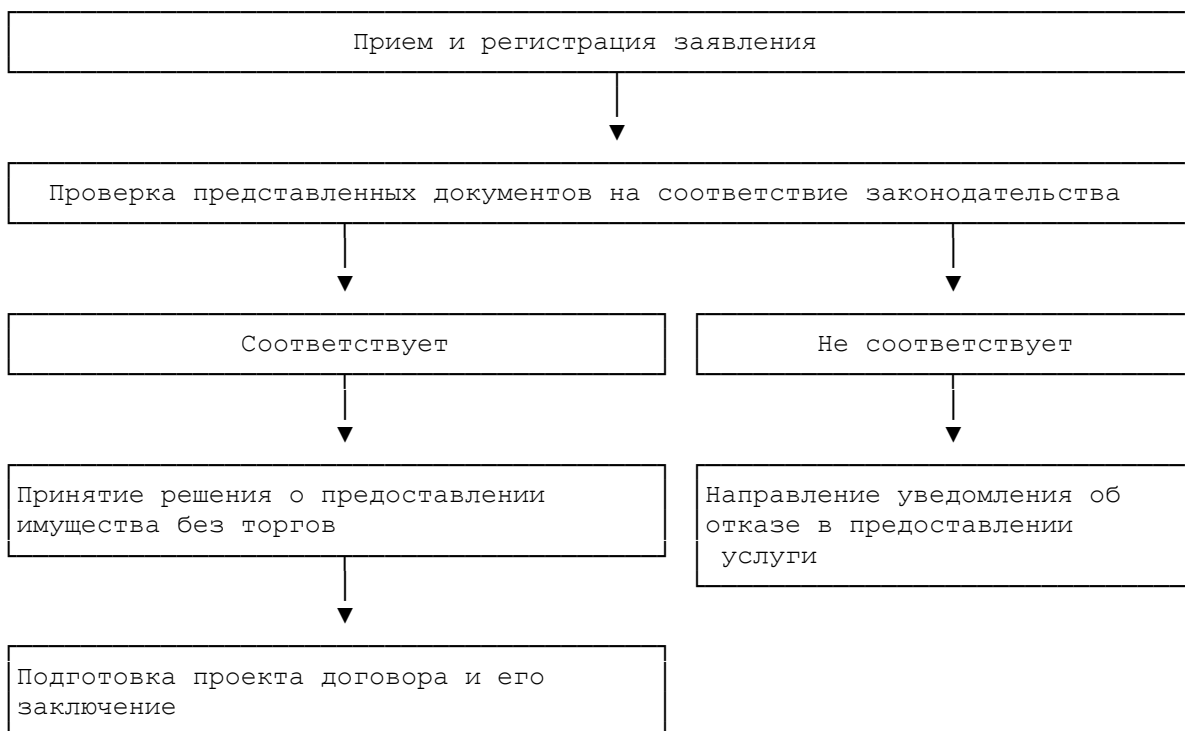 Прием и регистрация заявления
Проверка представленных документов на соответствие законодательства
Соответствует
Не соответствует
Принятие решения о предоставлении
имущества без торгов
Направление уведомления об
отказе в предоставлении
услуги
Подготовка проекта договора и его
заключение